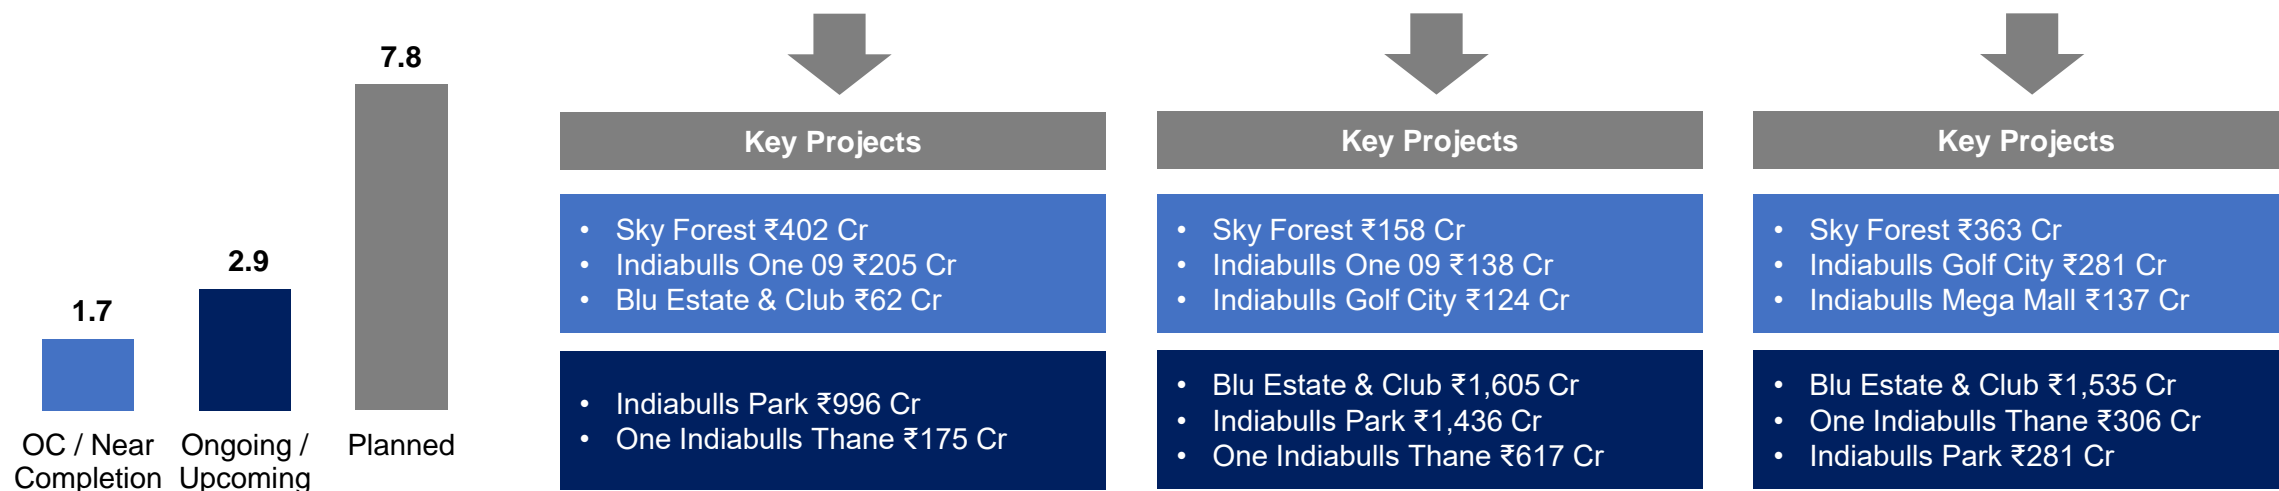 7.8
2.9
1.7
OC / Near
Completion
Ongoing /
Upcoming
Planned
Key Projects
• Sky Forest ₹402 Cr
• Indiabulls One 09 ₹205 Cr
• Blu Estate & Club ₹62 Cr
• Indiabulls Park ₹996 Cr
• One Indiabulls Thane ₹175 Cr
Key Projects
• Sky Forest ₹158 Cr
• Indiabulls One 09 ₹138 Cr
• Indiabulls Golf City ₹124 Cr
• Blu Estate & Club ₹1,605 Cr
• Indiabulls Park ₹1,436 Cr
• One Indiabulls Thane ₹617 Cr
Key Projects
• Sky Forest ₹363 Cr
• Indiabulls Golf City ₹281 Cr
• Indiabulls Mega Mall ₹137 Cr
• Blu Estate & Club ₹1,535 Cr
• One Indiabulls Thane ₹306 Cr
• Indiabulls Park ₹281 Cr